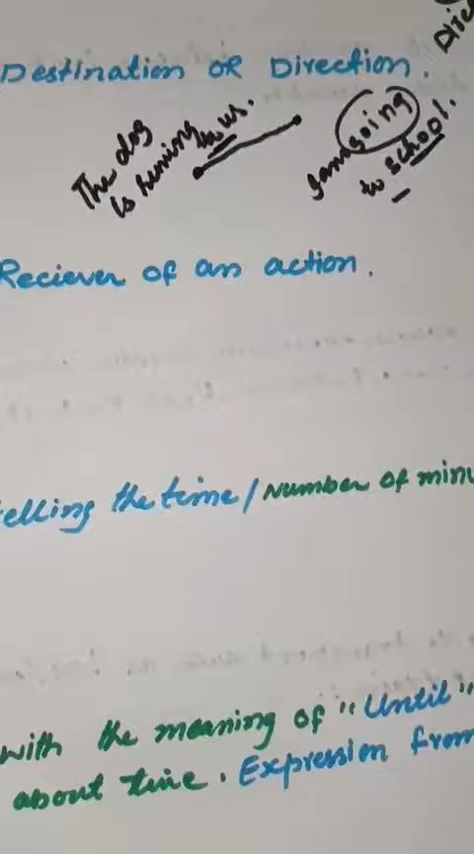 Destination or Direction.
The dog
is running to us.
I am going
to school.
Reciever of an action.
elling the time/Number of minu
with the meaning of "Until"
about time. Expression from